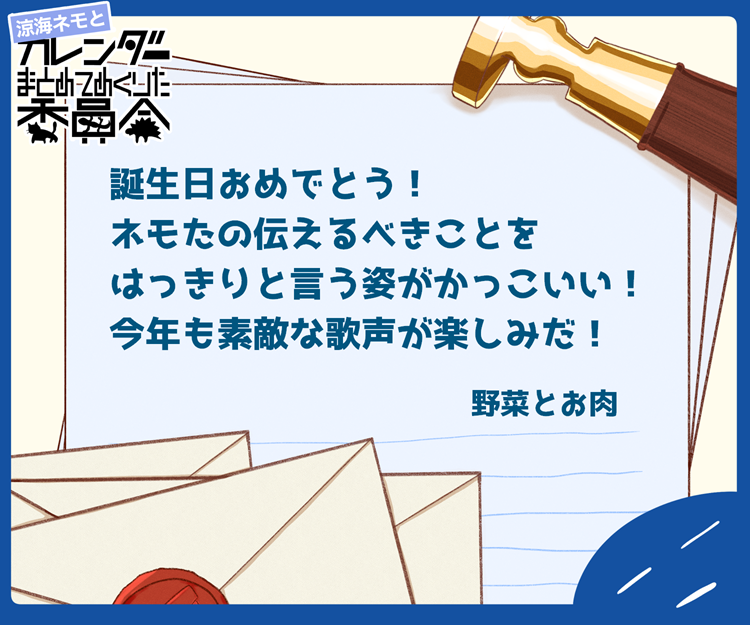 涼海ネモと
カレンダー
まとめてめくりた
委員会
誕生日おめでとう！
ネモたの伝えるべきことを
はっきりと言う姿がかっこいい！
今年も素敵な歌声が楽しみだ！
野菜とお肉